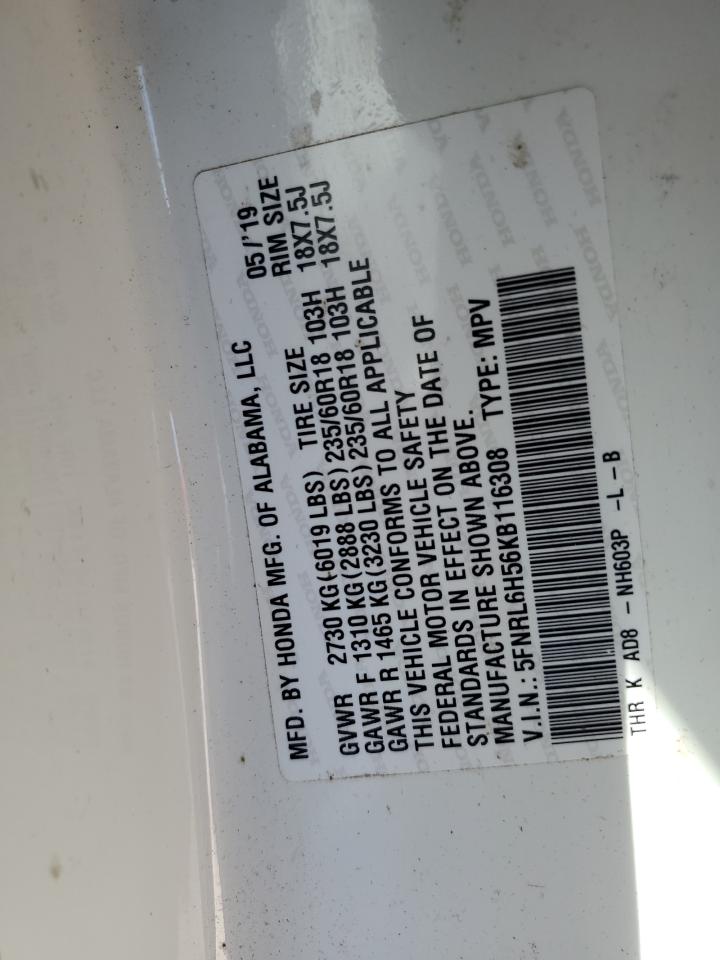 MFD. BY HONDA MFG. OF ALABAMA, LLC 05/'19
GVWR 2730 KG(6019 LBS) TIRE SIZE RIM SIZE
GAWR F 1310 KG(2888 LBS)235/60R18 103H 18X7.5J
GAWR R 1465 KG(3230 LBS)235/60R18 103H 18X7.5J
THIS VEHICLE CONFORMS TO ALL APPLICABLE
FEDERAL MOTOR VEHICLE SAFETY
STANDARDS IN EFFECT ON THE DATE OF
MANUFACTURE SHOWN ABOVE.
V.I.N.:5FNRL6H56KB116308 TYPE: MPV
THR K AD8 -NH603P -L-B